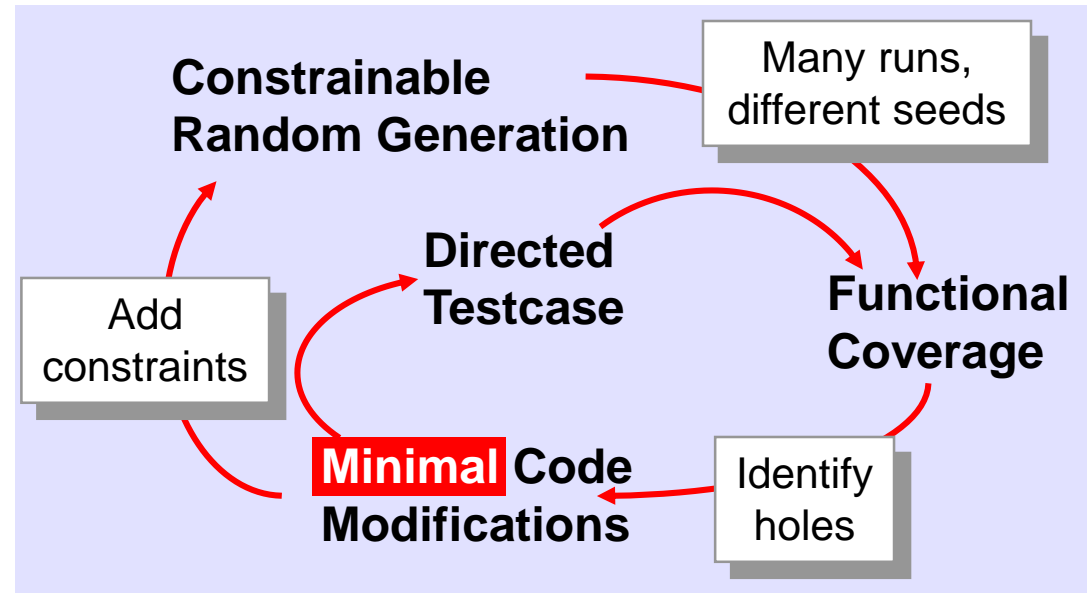 Constrainable
Random Generation
Many runs,
different seeds
Directed
Testcase
Functional
Coverage
Add
constraints
Minimal Code
Modifications
Identify
holes